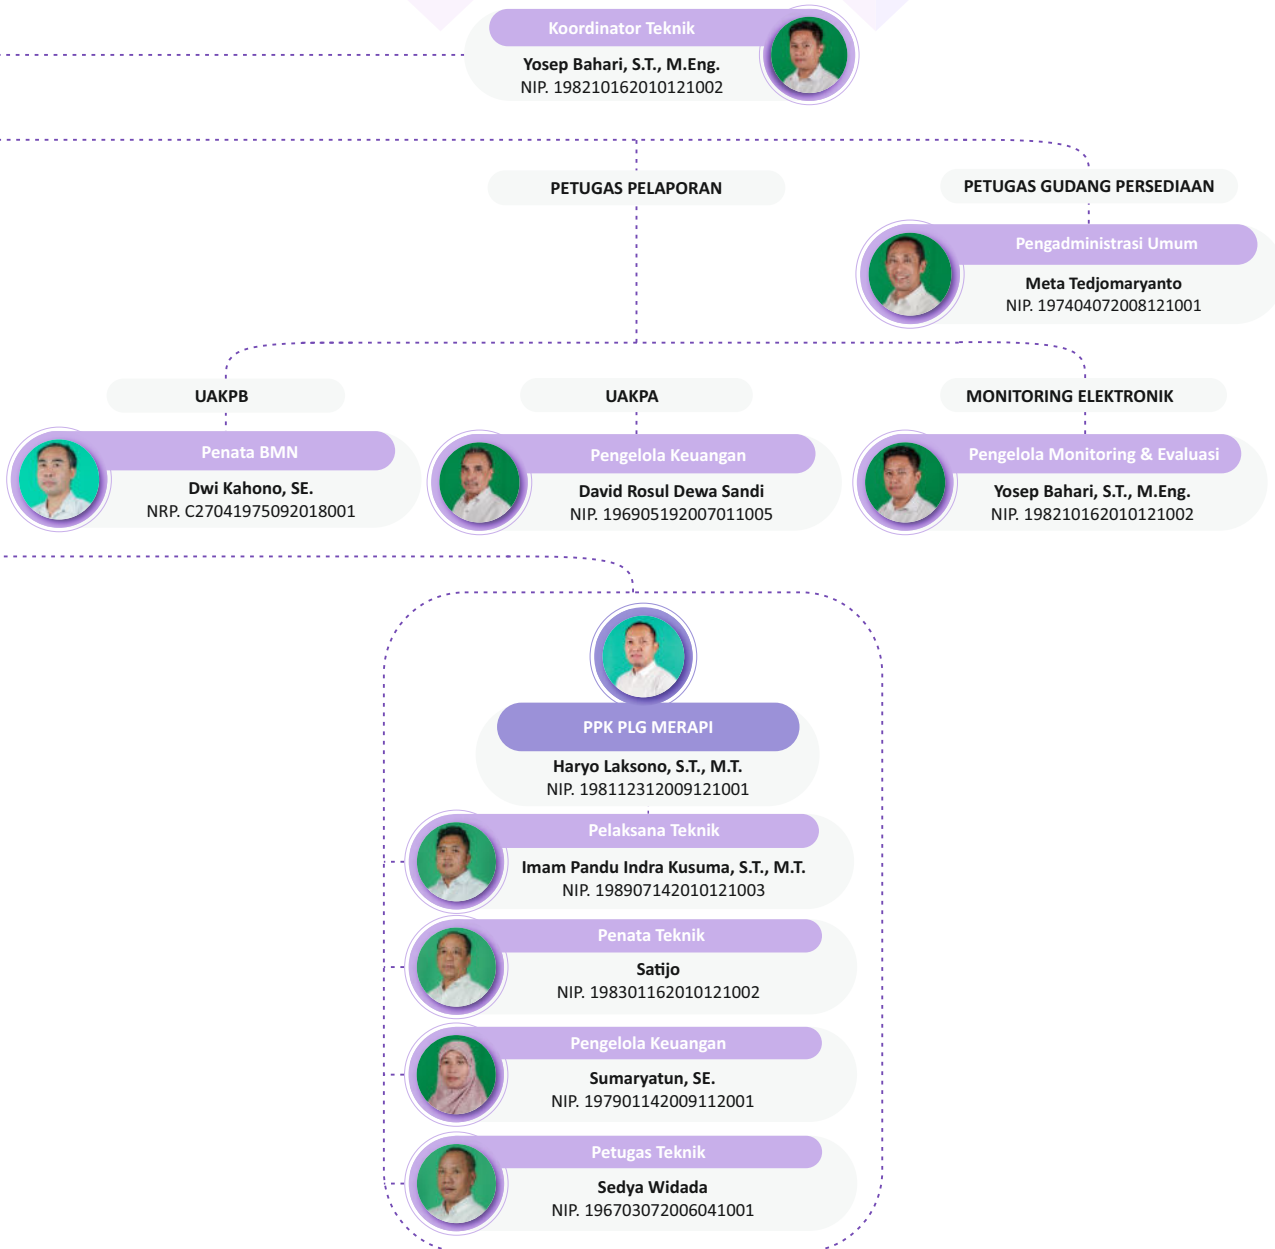 Koordinator Teknik
Yosep Bahari, S.T., M.Eng.
NIP. 198210162010121002
PETUGAS PELAPORAN
PETUGAS GUDANG PERSEDIAAN
Pengadministrasi Umum
Meta Tedjomaryanto
NIP. 197404072008121001
UAKPB
Penata BMN
Dwi Kahono, SE.
NRP. C27041975092018001
UAKPA
Pengelola Keuangan
David Rosul Dewa Sandi
NIP. 196905192007011005
MONITORING ELEKTRONIK
Pengelola Monitoring & Evaluasi
Yosep Bahari, S.T., M.Eng.
NIP. 198210162010121002
PPK PLG MERAPI
Haryo Laksono, S.T., M.T.
NIP. 198112312009121001
Pelaksana Teknik
Imam Pandu Indra Kusuma, S.T., M.T.
NIP. 198907142010121003
Penata Teknik
Satijo
NIP. 198301162010121002
Pengelola Keuangan
Sumaryatun, SE.
NIP. 197901142009112001
Petugas Teknik
Sedya Widada
NIP. 196703072006041001